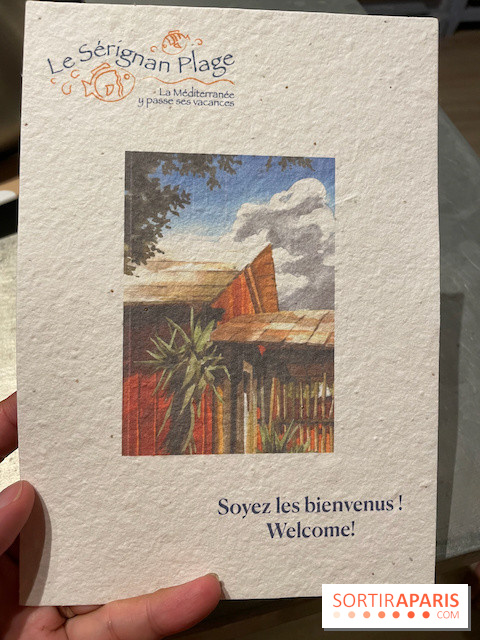 Le Sérignan Plage
La Méditerranée
y passe ses vacances
Soyez les bienvenus !
Welcome!
SORTIRAPARIS
.COM